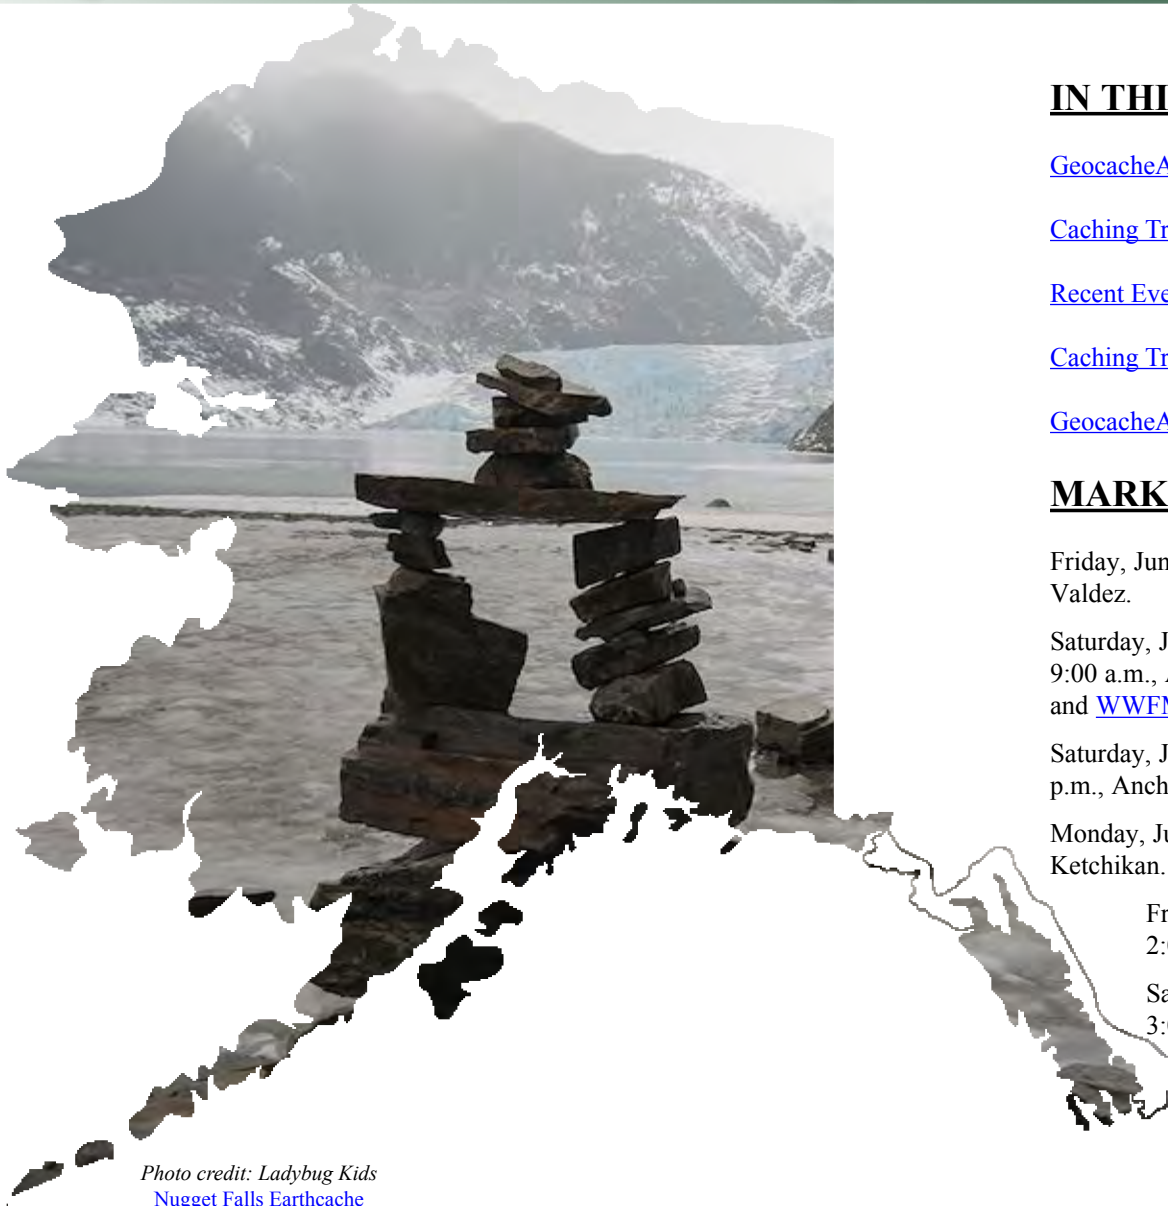 IN THI
GeocacheA
Caching Tr
Recent Eve
Caching Tr
GeocacheA
MARK
Friday, Jun
Valdez.
Saturday, J
9:00 a.m., A
and WWFM
Saturday, J
p.m., Anch
Monday, Ju
Ketchikan.
Fr
2:
Sa
3:
Photo credit: Ladybug Kids
Nugget Falls Earthcache